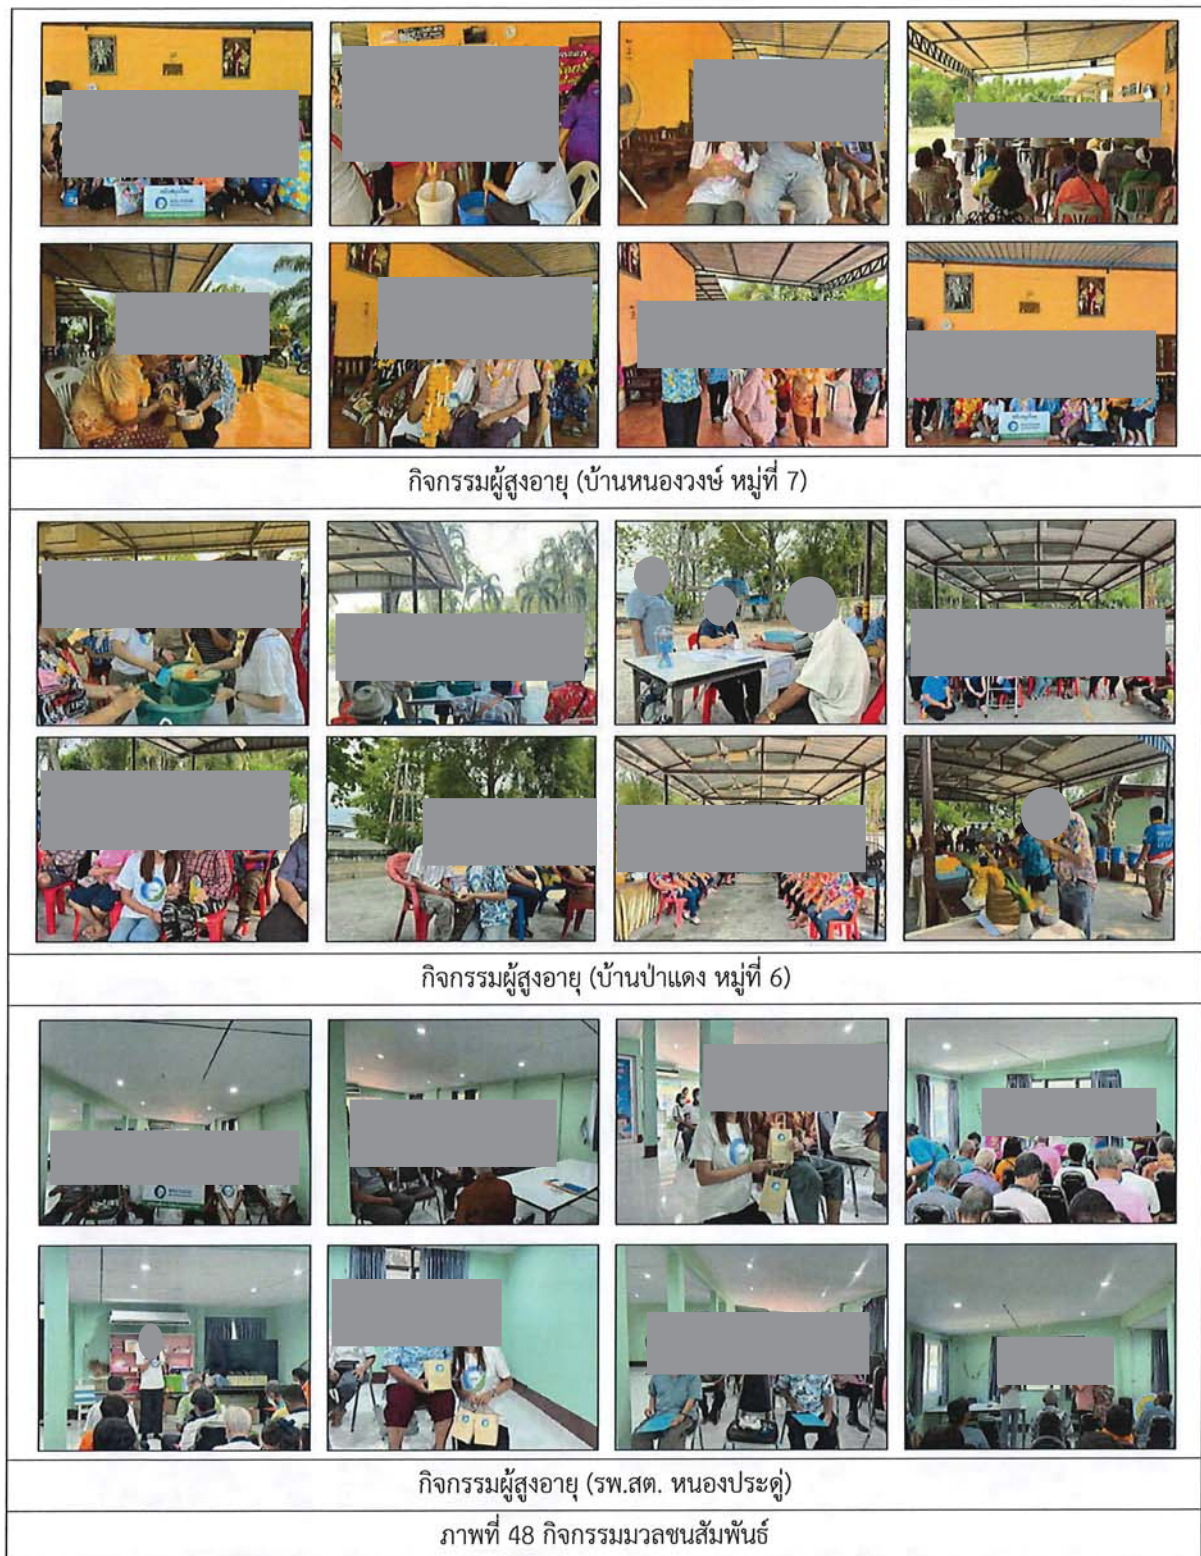 กิจกรรมผู้สูงอายุ (บ้านหนองวงษ์ หมู่ที่ 7)
กิจกรรมผู้สูงอายุ (บ้านป่าแดง หมู่ที่ 6)
กิจกรรมผู้สูงอายุ (รพ.สต. หนองประดู่)
ภาพที่ 48 กิจกรรมมวลชนสัมพันธ์